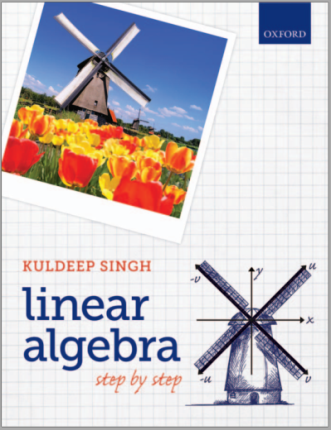 OXFORD
KULDEEP SINGH
linear
algebra
step by step
-v
y
u
x
-u
v